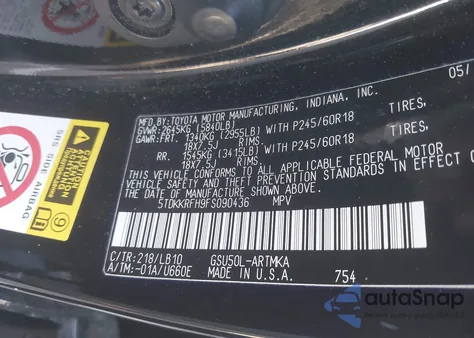 05/
MFD. BY: TOYOTA MOTOR MANUFACTURING, INDIANA, INC.
GVWR: 2645KG (5840LB)
GAWR: FRT. 1340KG (2955LB) WITH P245/60R18 TIRES,
18X7.5J RIMS,
RR. 1545KG (3415LB) WITH P245/60R18 TIRES,
18X7.5J RIMS.
THIS VEHICLE CONFORMS TO ALL APPLICABLE FEDERAL MOTOR
VEHICLE SAFETY AND THEFT PREVENTION STANDARDS IN EFFECT O
THE DATE OF MANUFACTURE SHOWN ABOVE.
5TDKKRFH9FS090436 MPV
C/TR: 218/LB10 GSU50L-ARTMKA
A/TM: -01A/U660E MADE IN U.S.A. 754
SRS SIDE AIRBAG
CAUTION
autoSnap